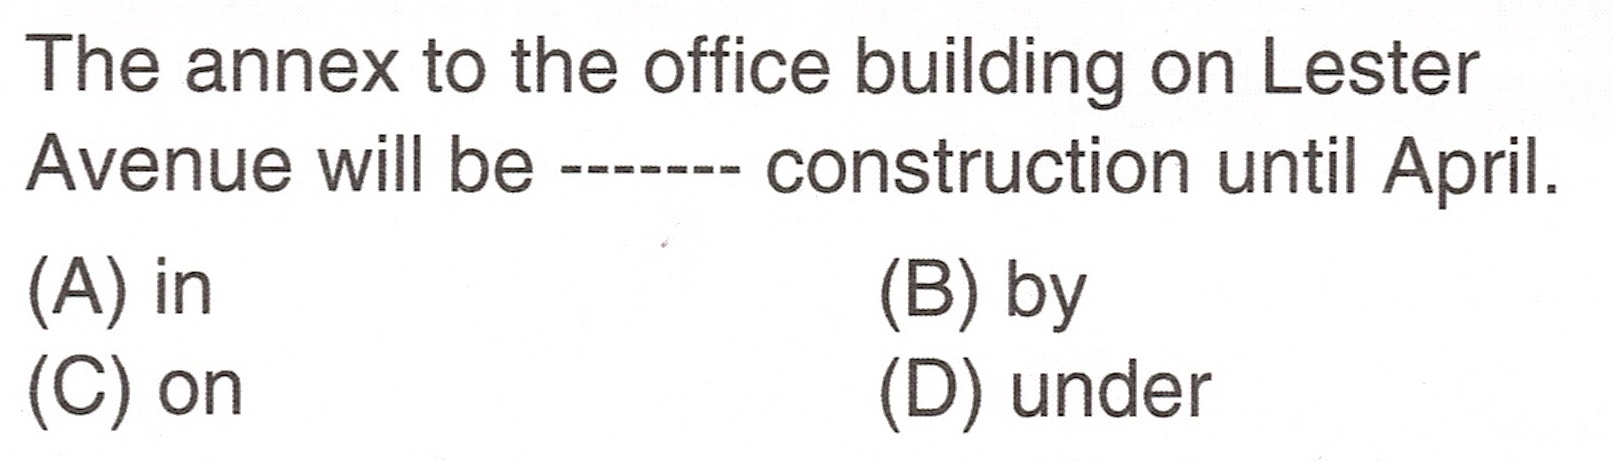 The annex to the office building on Lester
Avenue will be ------- construction until April.
(A) in (B) by
(C) on (D) under